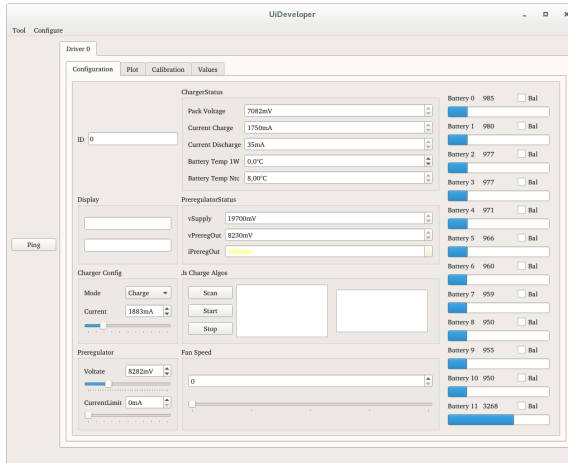 UiDeveloper
Tool Configure
Driver 0
Configuration Plot Calibration Values
Ping
ID 0
ChargerStatus
Pack Voltage 7082mV
Current Charge 1750mA
Current Discharge 35mA
Battery Temp 1W 0,0°C
Battery Temp Ntc 8,00°C
Display
PreregulatorStatus
vSupply 19700mV
vPreregOut 8230mV
iPreregOut
Charger Config
Mode Charge
Current 1883mA
Js Charge Algos
Scan
Start
Stop
Preregulator
Voltate 8282mV
CurrentLimit 0mA
Fan Speed
0
Battery 0 985 Bal
Battery 1 980 Bal
Battery 2 977 Bal
Battery 3 977 Bal
Battery 4 971 Bal
Battery 5 966 Bal
Battery 6 960 Bal
Battery 7 959 Bal
Battery 8 950 Bal
Battery 9 955 Bal
Battery 10 950 Bal
Battery 11 3268 Bal